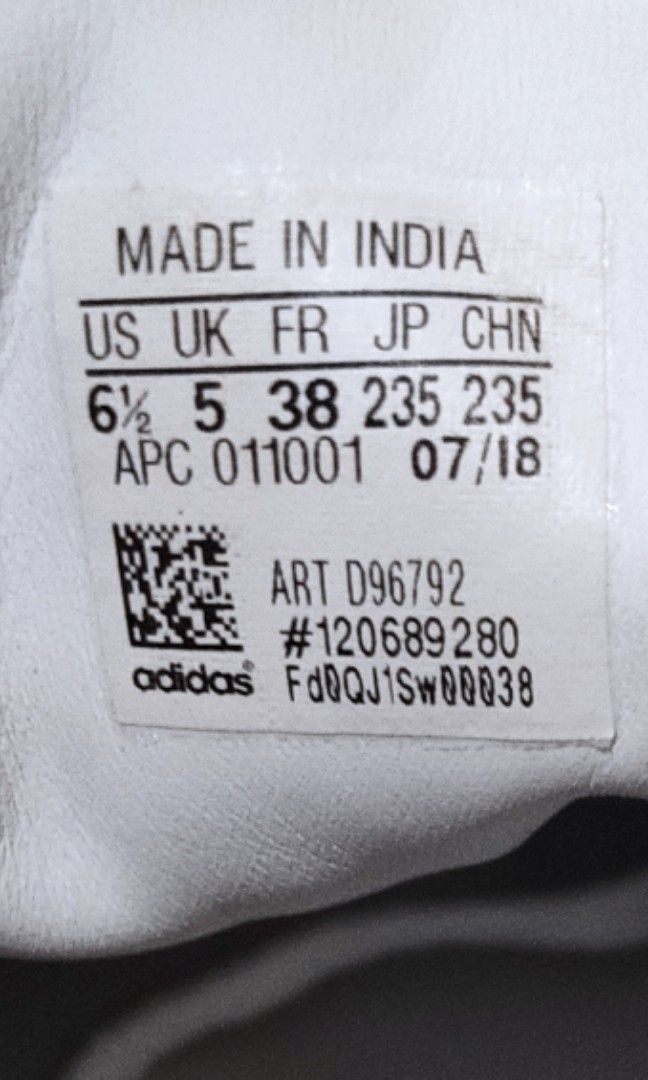 MADE IN INDIA
US UK FR JP CHN
6½ 5 38 235 235
APC 011001 07/18
ART D96792
#120689280
adidas® Fd0QJ1Sw00038